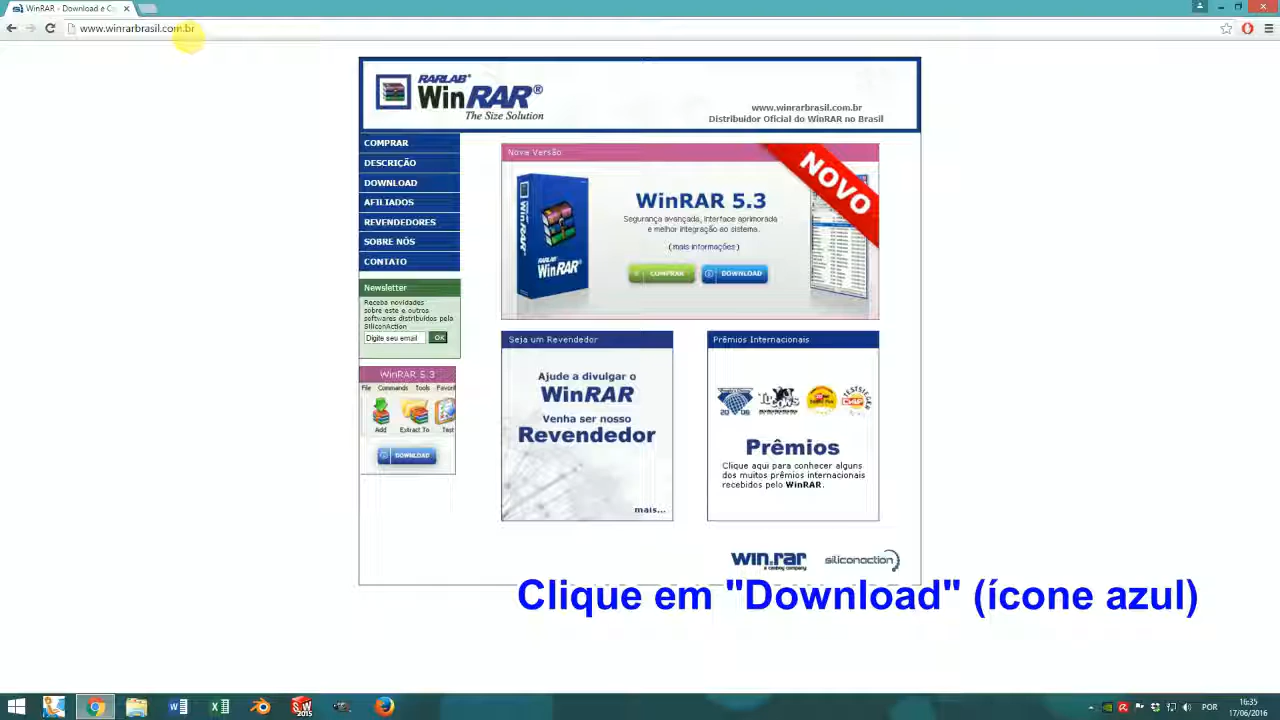 WinRAR - Download e Co
www.winrarbrasil.com.br
RARLAB®
WinRAR®
The Size Solution
www.winrarbrasil.com.br
Distribuidor Oficial do WinRAR no Brasil
COMPRAR
DESCRIÇÃO
DOWNLOAD
AFILIADOS
REVENDEDORES
SOBRE NÓS
CONTATO
Newsletter
Receba novidades
sobre este e outros
softwares distribuídos pela
SiliconAction
Digite seu email
OK
WinRAR 5.3
File Commands Tools Favori
Add Extract To Test
DOWNLOAD
Nova Versão
NOVO
WinRAR 5.3
Segurança avançada, interface aprimorada
e melhor integração ao sistema.
(mais informações)
COMPRAR
DOWNLOAD
RARLAB
WinRAR
Seja um Revendedor
Ajude a divulgar o
WinRAR
Venha ser nosso
Revendedor
mais...
Prêmios Internacionais
Prêmios
Clique aqui para conhecer alguns
dos muitos prêmios internacionais
recebidos pelo WinRAR.
win.rar
siliconaction
Clique em "Download" (ícone azul)
2015
POR
16:35
17/06/2016